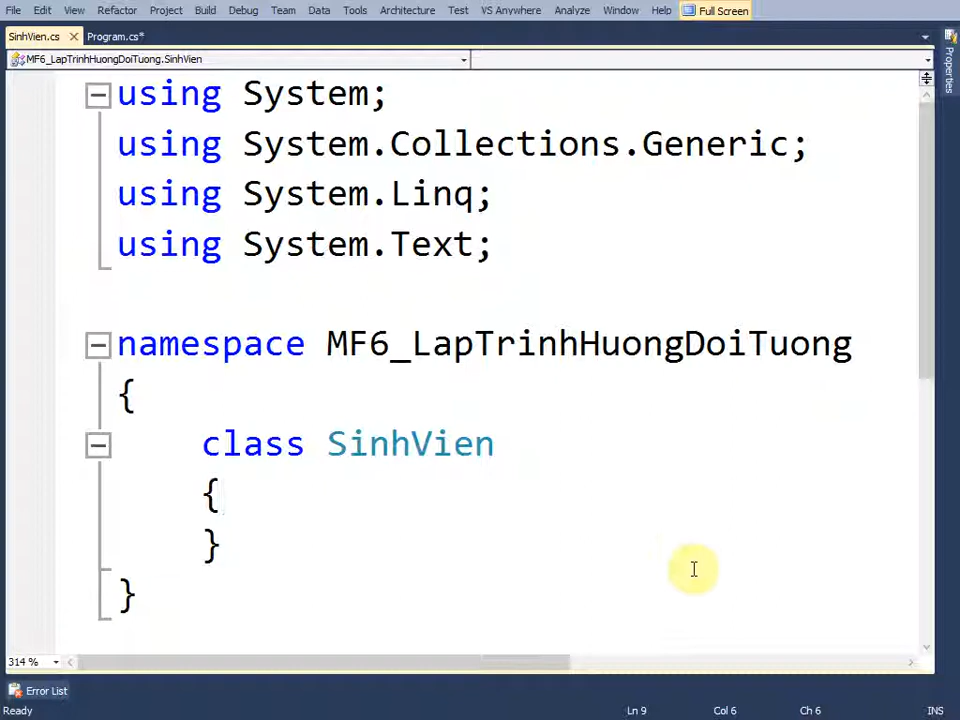 File Edit View Refactor Project Build Debug Team Data Tools Architecture Test VS Anywhere Analyze Window Help Full Screen
SinhVien.cs Program.cs*
MF6_LapTrinhHuongDoiTuong.SinhVien
Properties
using System;
using System.Collections.Generic;
using System.Linq;
using System.Text;
namespace MF6_LapTrinhHuongDoiTuong
{
class SinhVien
{
}
}
314 %
Error List
Ready Ln 9 Col 6 Ch 6 INS